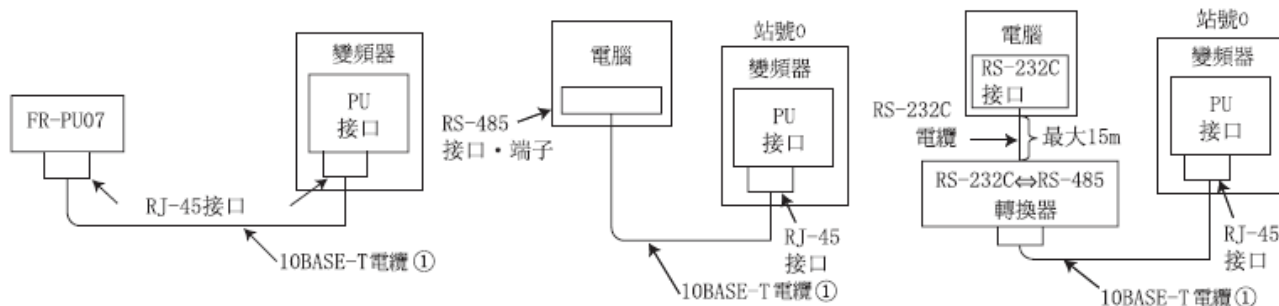 FR-PU07
變頻器
PU
接口
RJ-45接口
10BASE-T電纜①
電腦
RS-485
接口・端子
站號0
變頻器
PU
接口
RJ-45
接口
10BASE-T電纜①
電腦
RS-232C
接口
RS-232C
電纜
最大15m
RS-232C⇔RS-485
轉換器
站號0
變頻器
PU
接口
RJ-45
接口
10BASE-T電纜①